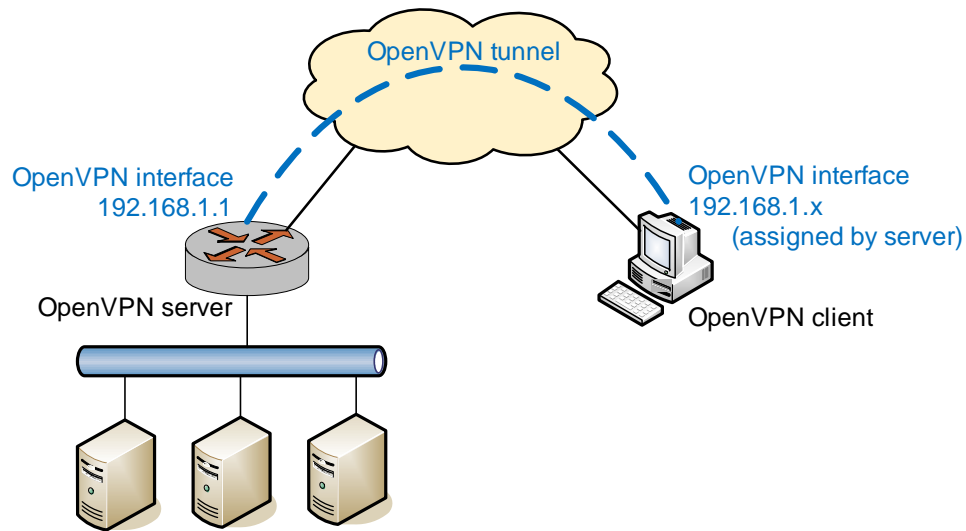 OpenVPN tunnel
OpenVPN interface
192.168.1.1
OpenVPN interface
192.168.1.x
(assigned by server)
OpenVPN server
OpenVPN client